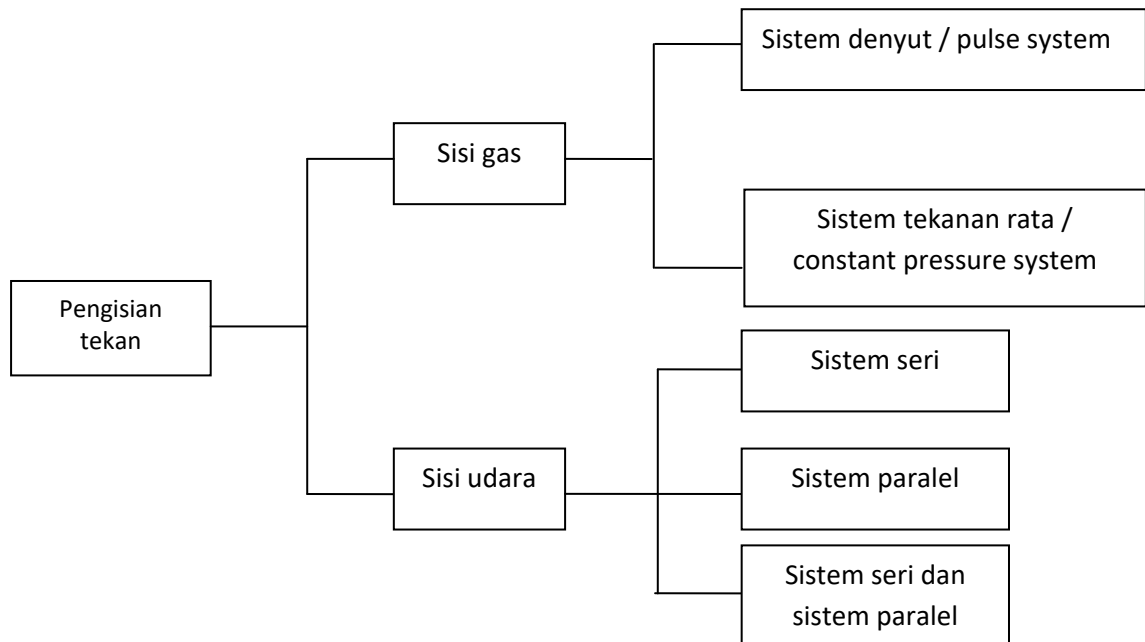 Sistem denyut / pulse system
Sisi gas
Sistem tekanan rata /
constant pressure system
Pengisian
tekan
Sistem seri
Sisi udara
Sistem paralel
Sistem seri dan
sistem paralel